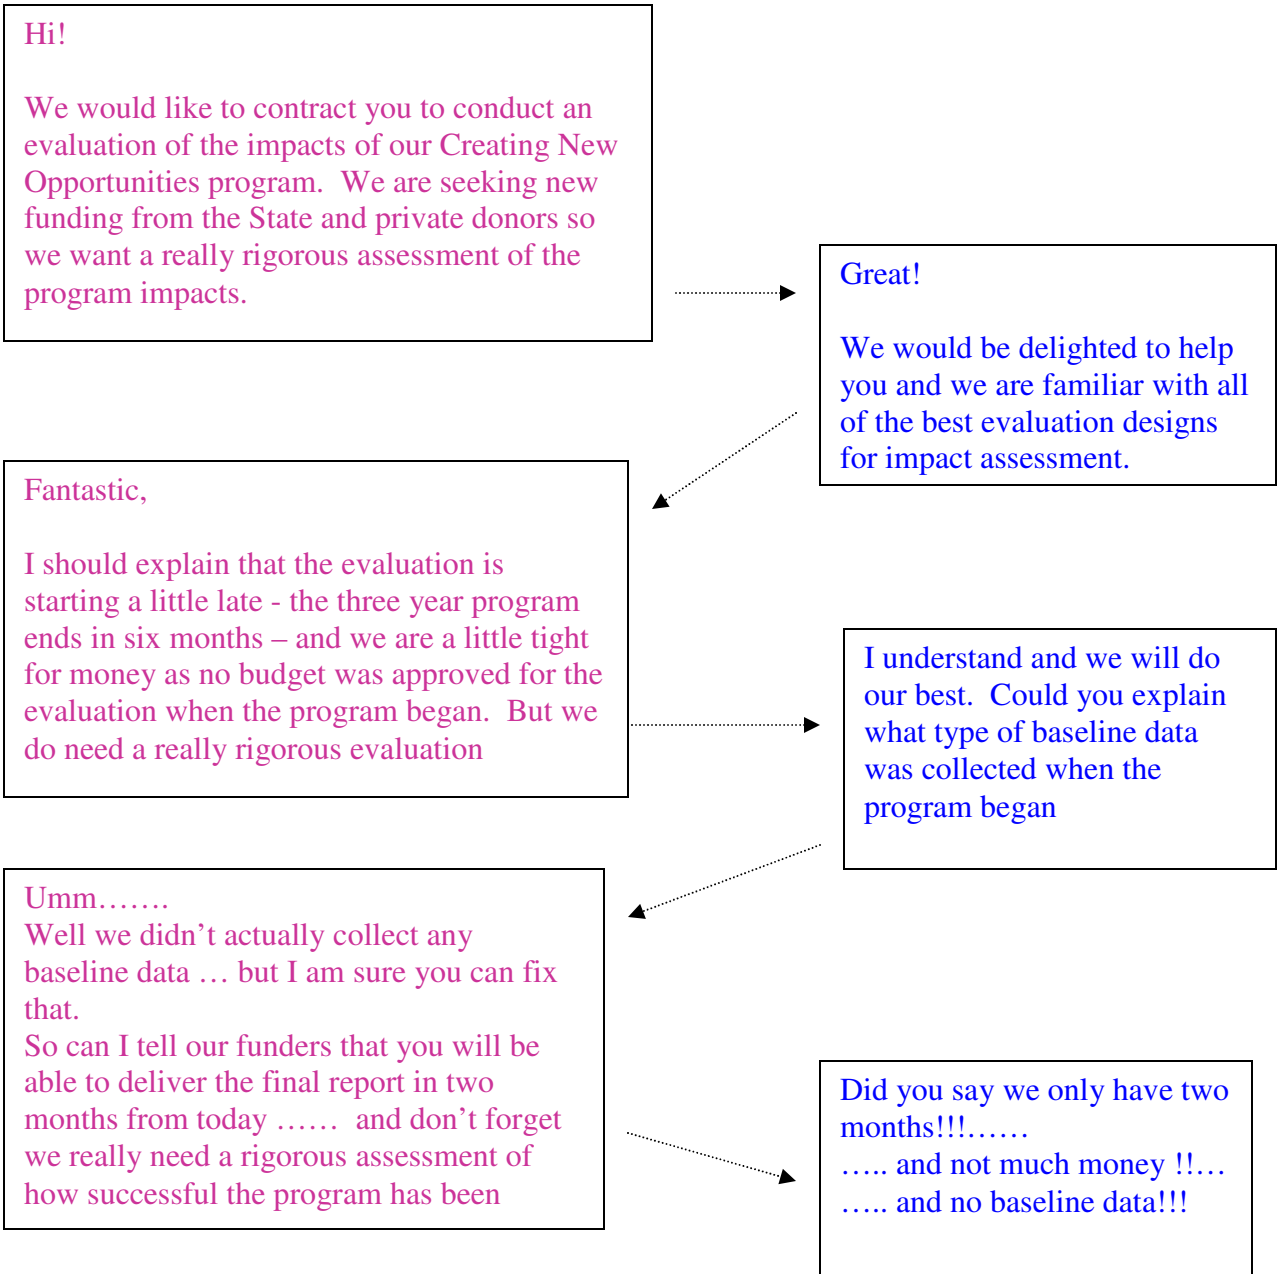 Hi!
We would like to contract you to conduct an
evaluation of the impacts of our Creating New
Opportunities program.  We are seeking new
funding from the State and private donors so
we want a really rigorous assessment of the
program impacts.
Great!
We would be delighted to help
you and we are familiar with all
of the best evaluation designs
for impact assessment.
Fantastic,
I should explain that the evaluation is
starting a little late - the three year program
ends in six months – and we are a little tight
for money as no budget was approved for the
evaluation when the program began.  But we
do need a really rigorous evaluation
I understand and we will do
our best.  Could you explain
what type of baseline data
was collected when the
program began
Umm…….
Well we didn’t actually collect any
baseline data … but I am sure you can fix
that.
So can I tell our funders that you will be
able to deliver the final report in two
months from today ……  and don’t forget
we really need a rigorous assessment of
how successful the program has been
Did you say we only have two
months!!!……
….. and not much money !!…
….. and no baseline data!!!